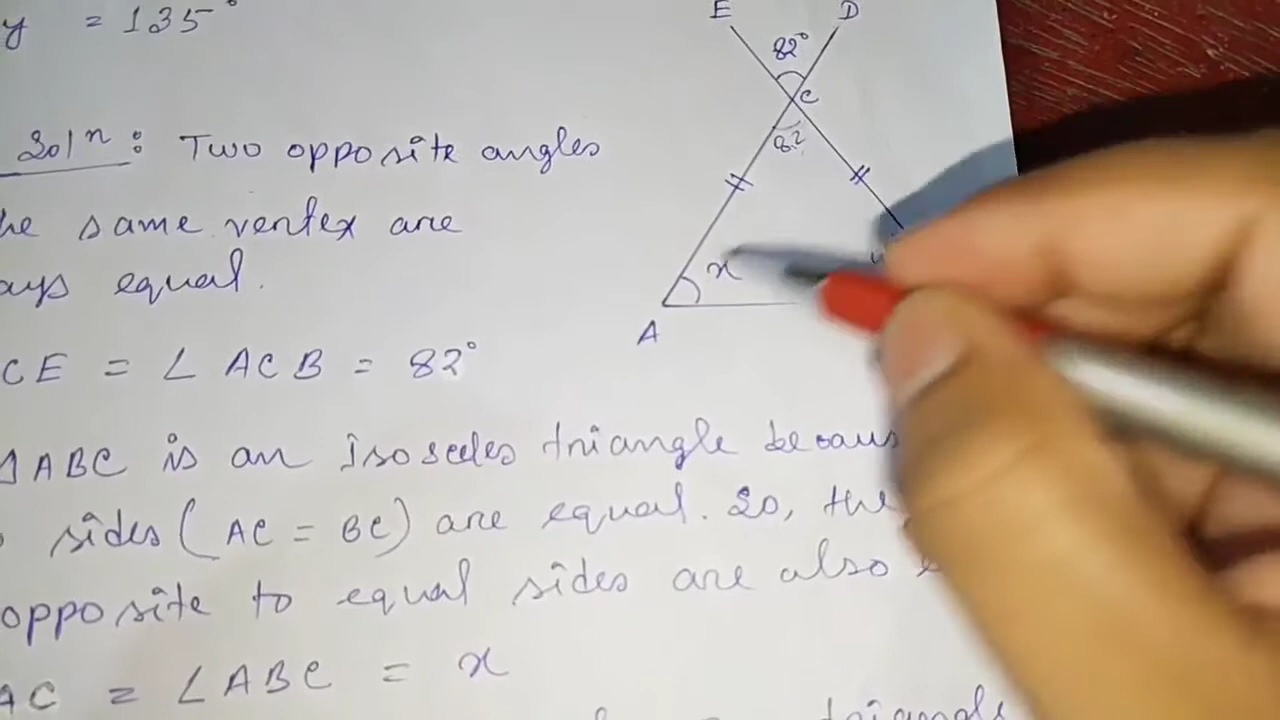 y = 135°
E D
82°
C
Soln: Two opposite angles
82
same vertex are
x
equal.
A
CE = ∠ACB = 82°
ABC is an isosceles triangle
sides (AC = BC) are equal. So,
opposite to equal sides are also
AC = ∠ABC = x